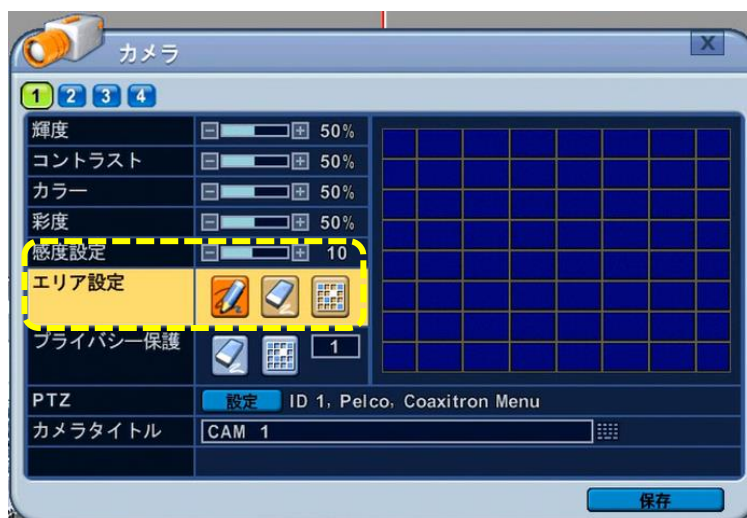 カメラ
X
1 2 3 4
輝度 50%
コントラスト 50%
カラー 50%
彩度 50%
感度設定 10
エリア設定
プライバシー保護 1
PTZ 設定 ID 1, Pelco, Coaxitron Menu
カメラタイトル CAM 1
保存